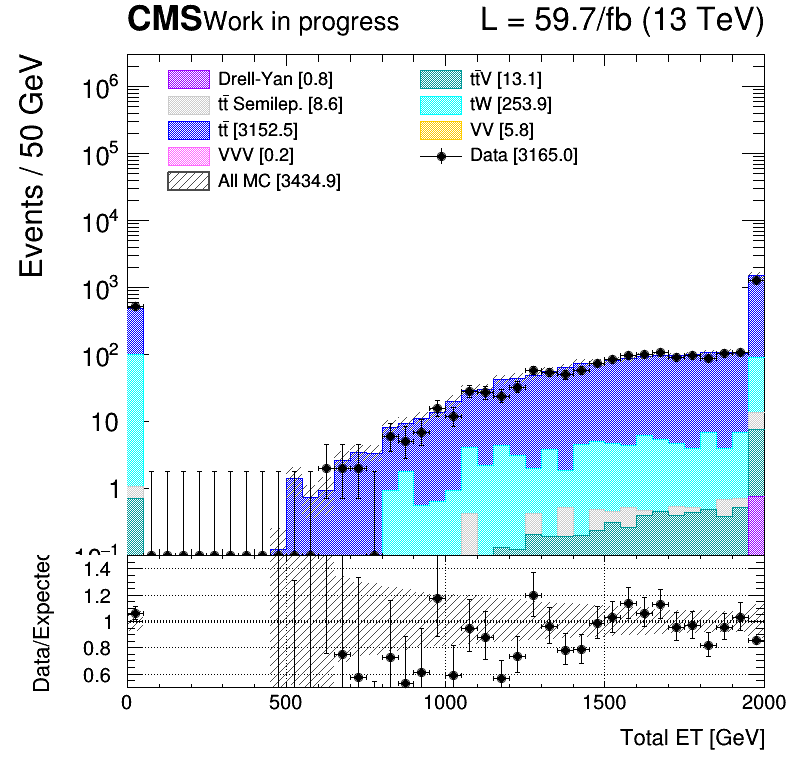 CMS Work in progress L = 59.7/fb (13 TeV)
Events / 50 GeV
Drell-Yan [0.8]
tt̄ Semilep. [8.6]
tt̄ [3152.5]
VVV [0.2]
All MC [3434.9]
tt̄V [13.1]
tW [253.9]
VV [5.8]
Data [3165.0]
10⁶
10⁵
10⁴
10³
10²
10
1
10⁻¹
Data/Expected
1.4
1.2
1
0.8
0.6
0 500 1000 1500 2000
Total ET [GeV]